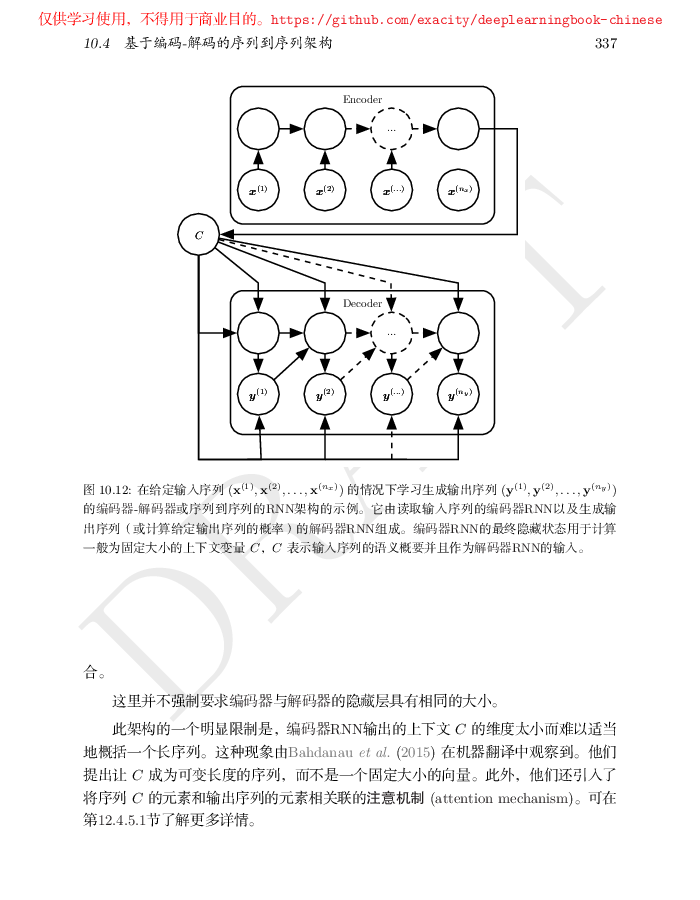 仅供学习使用，不得用于商业目的。https://github.com/exacity/deeplearningbook-chinese
10.4 基于编码-解码的序列到序列架构 337
Encoder
...
x(1) x(2) x(...) x(nx)
C
Decoder
...
y(1) y(2) y(...) y(ny)
图 10.12: 在给定输入序列 (x(1), x(2), . . . , x(nx)) 的情况下学习生成输出序列 (y(1), y(2), . . . , y(ny))
的编码器-解码器或序列到序列的RNN架构的示例。它由读取输入序列的编码器RNN以及生成输
出序列（或计算给定输出序列的概率）的解码器RNN组成。编码器RNN的最终隐藏状态用于计算
一般为固定大小的上下文变量 C，C 表示输入序列的语义概要并且作为解码器RNN的输入。
合。
这里并不强制要求编码器与解码器的隐藏层具有相同的大小。
此架构的一个明显限制是，编码器RNN输出的上下文 C 的维度太小而难以适当
地概括一个长序列。这种现象由Bahdanau et al. (2015) 在机器翻译中观察到。他们
提出让 C 成为可变长度的序列，而不是一个固定大小的向量。此外，他们还引入了
将序列 C 的元素和输出序列的元素相关联的注意机制 (attention mechanism)。可在
第12.4.5.1节了解更多详情。
DRAFT